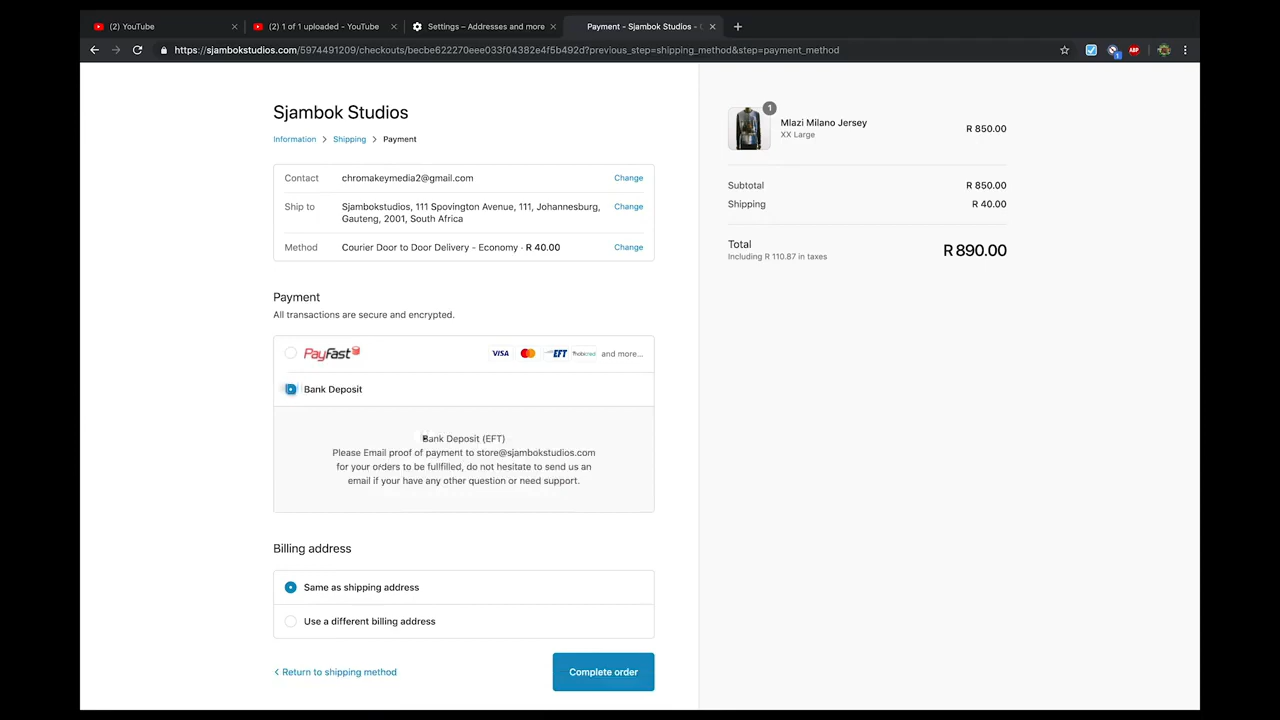 (2) YouTube
(2) 1 of 1 uploaded - YouTube
Settings – Addresses and more
Payment - Sjambok Studios -
https://sjambokstudios.com/5974491209/checkouts/becbe622270eee033f04382e4f5b492d?previous_step=shipping_method&step=payment_method
1
ABP
Sjambok Studios
Information > Shipping > Payment
Contact chromakeymedia2@gmail.com Change
Ship to Sjambokstudios, 111 Spovington Avenue, 111, Johannesburg, Change
Gauteng, 2001, South Africa
Method Courier Door to Door Delivery - Economy · R 40.00 Change
Payment
All transactions are secure and encrypted.
PayFast VISA EFT and more...
Bank Deposit
Bank Deposit (EFT)
Please Email proof of payment to store@sjambokstudios.com
for your orders to be fullfilled, do not hesitate to send us an
email if your have any other question or need support.
Billing address
Same as shipping address
Use a different billing address
Return to shipping method
Complete order
1
Mlazi Milano Jersey R 850.00
XX Large
Subtotal R 850.00
Shipping R 40.00
Total R 890.00
Including R 110.87 in taxes